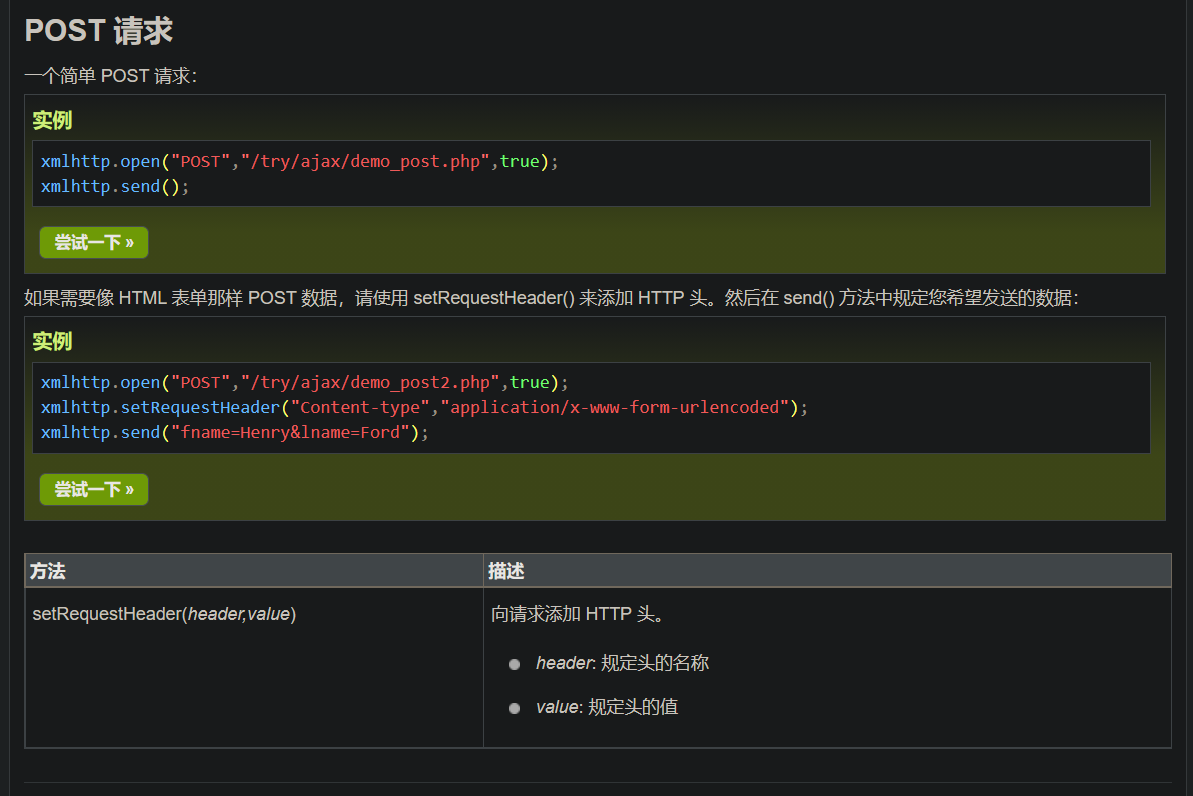 POST 请求
一个简单 POST 请求：
实例
xmlhttp.open("POST","/try/ajax/demo_post.php",true);
xmlhttp.send();
尝试一下 »
如果需要像 HTML 表单那样 POST 数据，请使用 setRequestHeader() 来添加 HTTP 头。然后在 send() 方法中规定您希望发送的数据：
实例
xmlhttp.open("POST","/try/ajax/demo_post2.php",true);
xmlhttp.setRequestHeader("Content-type","application/x-www-form-urlencoded");
xmlhttp.send("fname=Henry&lname=Ford");
尝试一下 »
方法 描述
setRequestHeader(header,value) 向请求添加 HTTP 头。
header: 规定头的名称
value: 规定头的值